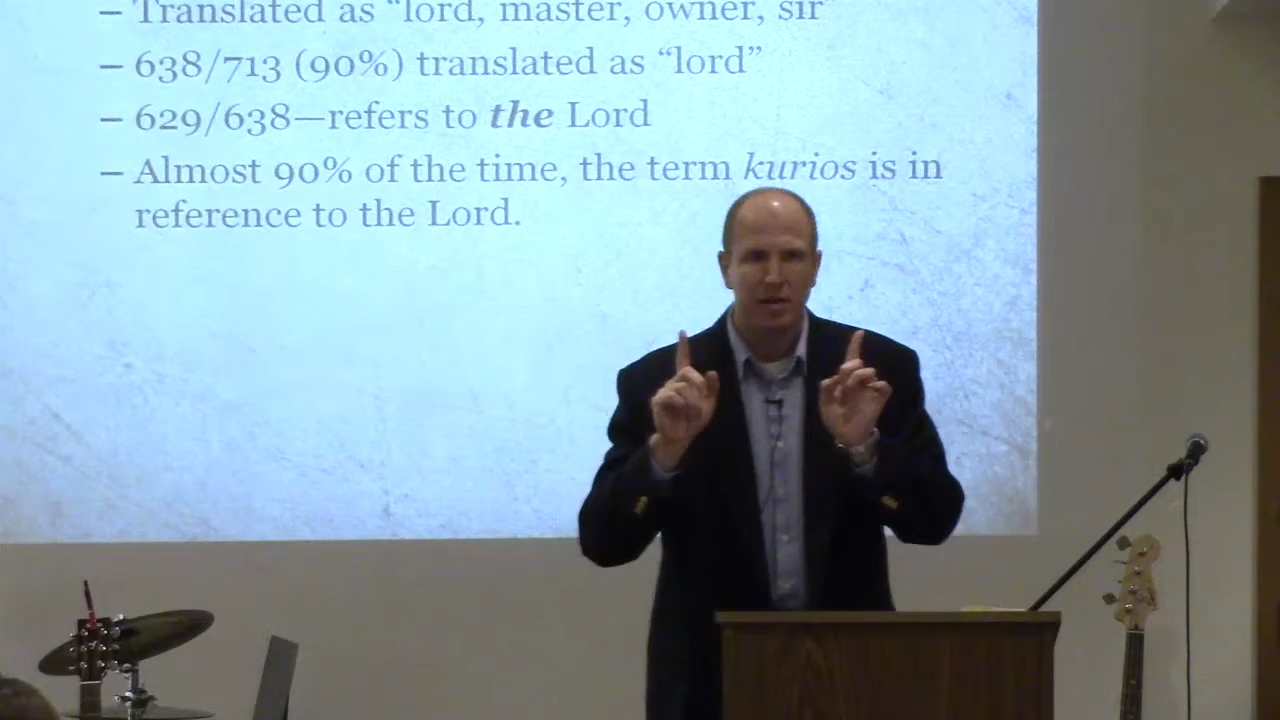 – Translated as “lord, master, owner, sir”
– 638/713 (90%) translated as “lord”
– 629/638—refers to the Lord
– Almost 90% of the time, the term kurios is in
reference to the Lord.